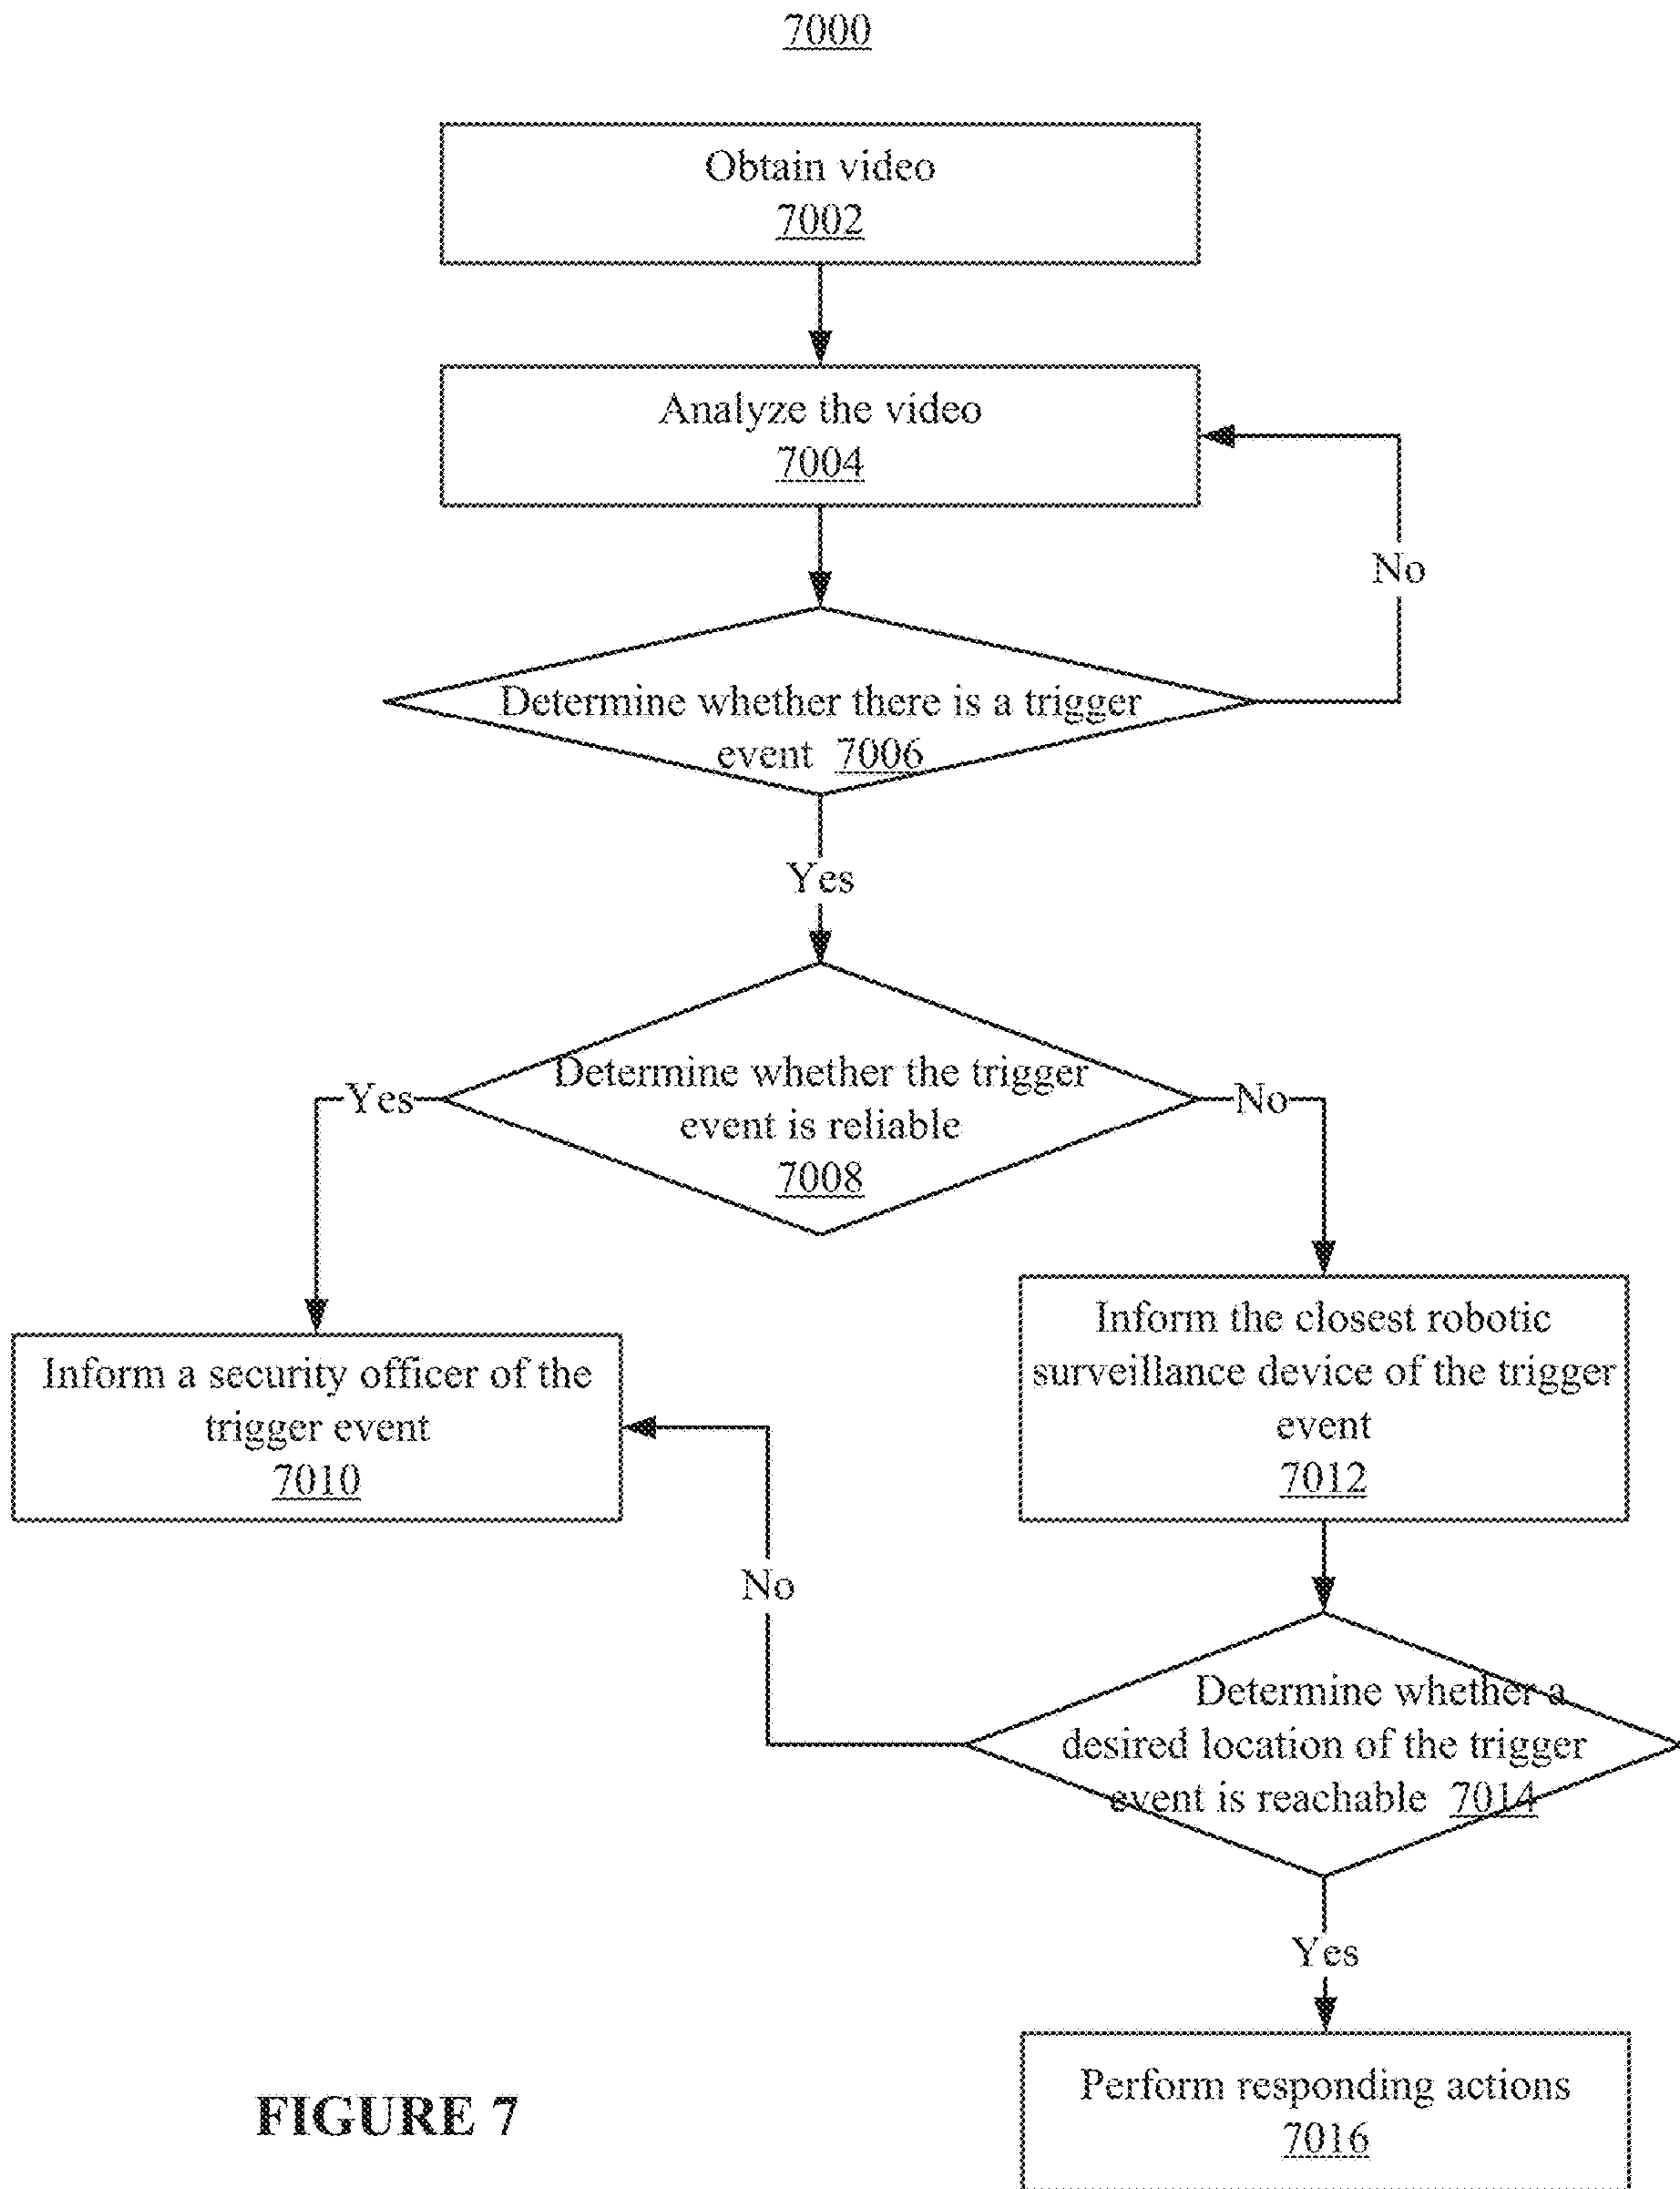 7000
Obtain video
7002
Analyze the video
7004
No
Determine whether there is a trigger
event 7006
Yes
Determine whether the trigger
event is reliable
7008
Yes
No
Inform a security officer of the
trigger event
7010
Inform the closest robotic
surveillance device of the trigger
event
7012
No
Determine whether a
desired location of the trigger
event is reachable 7014
Yes
Perform responding actions
7016
FIGURE 7